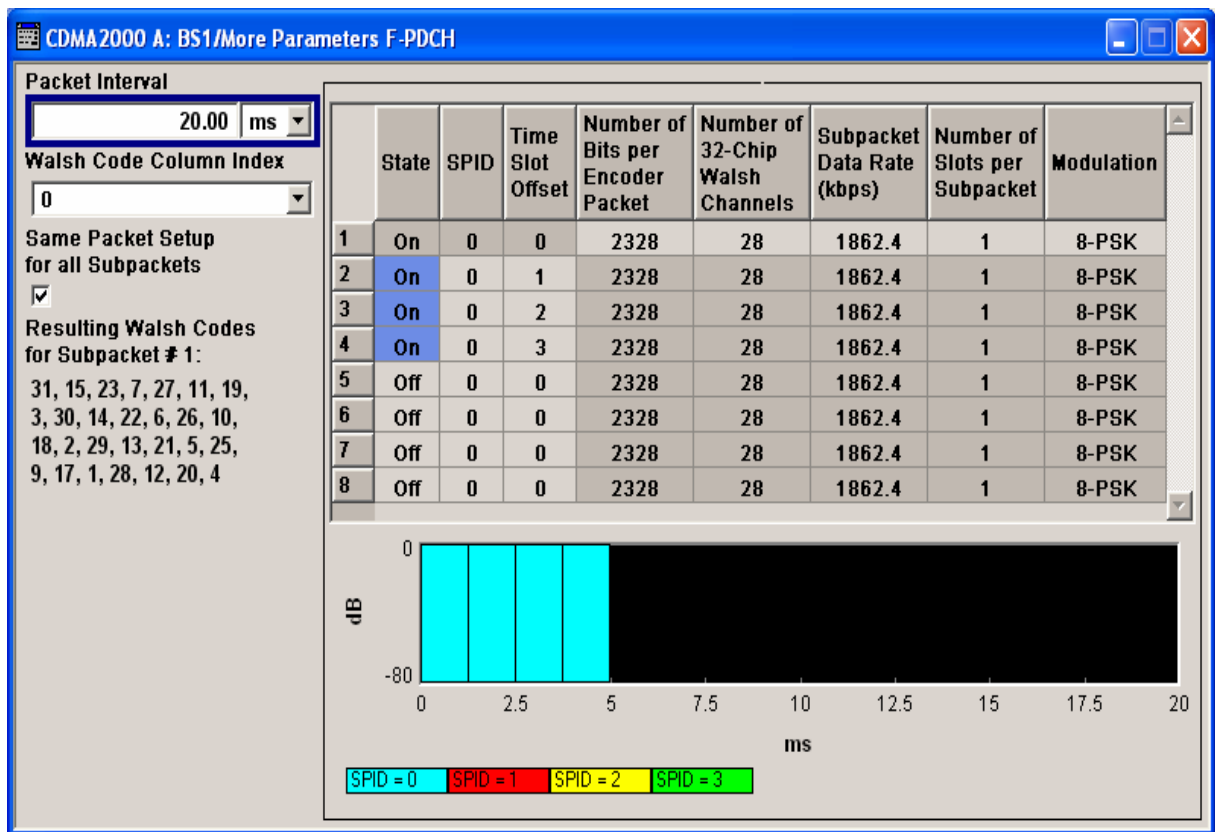 CDMA2000 A: BS1/More Parameters F-PDCH
Packet Interval
20.00 ms
Walsh Code Column Index
0
Same Packet Setup
for all Subpackets
Resulting Walsh Codes
for Subpacket # 1:
31, 15, 23, 7, 27, 11, 19,
3, 30, 14, 22, 6, 26, 10,
18, 2, 29, 13, 21, 5, 25,
9, 17, 1, 28, 12, 20, 4
State SPID Time Slot Offset Number of Bits per Encoder Packet Number of 32-Chip Walsh Channels Subpacket Data Rate (kbps) Number of Slots per Subpacket Modulation
1 On 0 0 2328 28 1862.4 1 8-PSK
2 On 0 1 2328 28 1862.4 1 8-PSK
3 On 0 2 2328 28 1862.4 1 8-PSK
4 On 0 3 2328 28 1862.4 1 8-PSK
5 Off 0 0 2328 28 1862.4 1 8-PSK
6 Off 0 0 2328 28 1862.4 1 8-PSK
7 Off 0 0 2328 28 1862.4 1 8-PSK
8 Off 0 0 2328 28 1862.4 1 8-PSK
0
dB
-80
0 2.5 5 7.5 10 12.5 15 17.5 20
ms
SPID = 0 SPID = 1 SPID = 2 SPID = 3